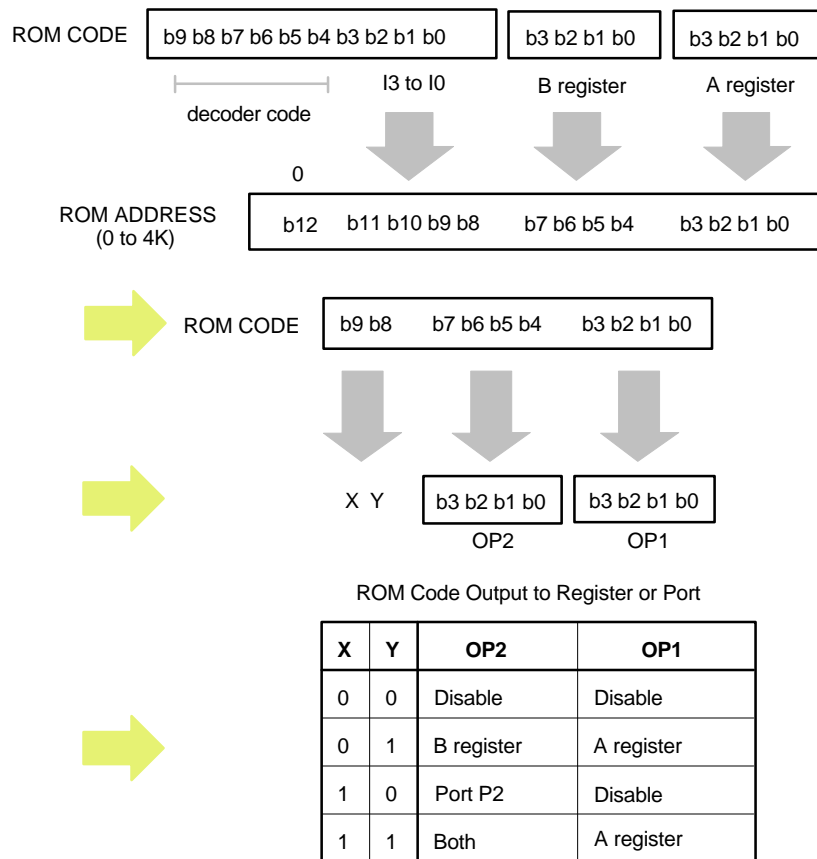 ROM CODE b9 b8 b7 b6 b5 b4 b3 b2 b1 b0 b3 b2 b1 b0 b3 b2 b1 b0
decoder code I3 to I0 B register A register
0
ROM ADDRESS
(0 to 4K)
b12 b11 b10 b9 b8 b7 b6 b5 b4 b3 b2 b1 b0
ROM CODE b9 b8 b7 b6 b5 b4 b3 b2 b1 b0
X Y b3 b2 b1 b0 b3 b2 b1 b0
OP2 OP1
ROM Code Output to Register or Port
X Y OP2 OP1
0 0 Disable Disable
0 1 B register A register
1 0 Port P2 Disable
1 1 Both A register